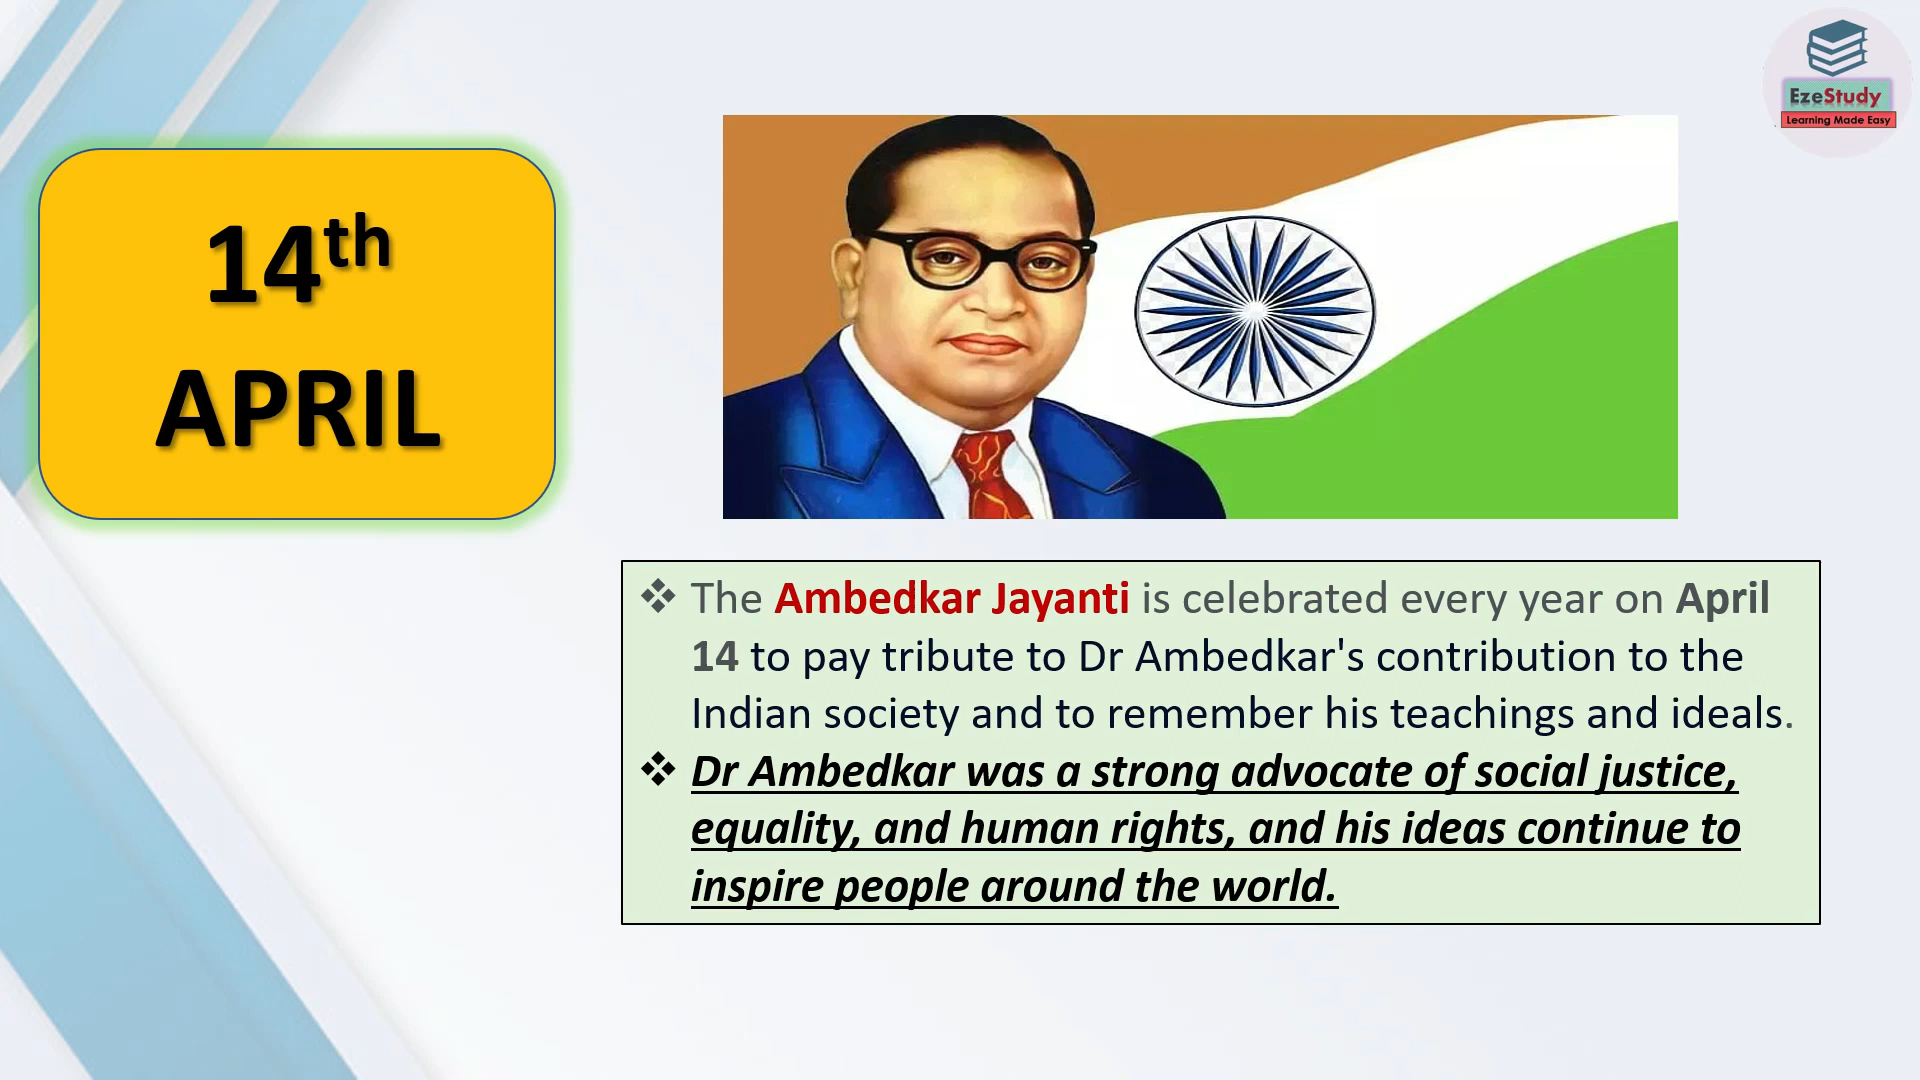 EzeStudy
Learning Made Easy
14th
APRIL
❖ The Ambedkar Jayanti is celebrated every year on April
14 to pay tribute to Dr Ambedkar's contribution to the
Indian society and to remember his teachings and ideals.
❖ Dr Ambedkar was a strong advocate of social justice,
equality, and human rights, and his ideas continue to
inspire people around the world.